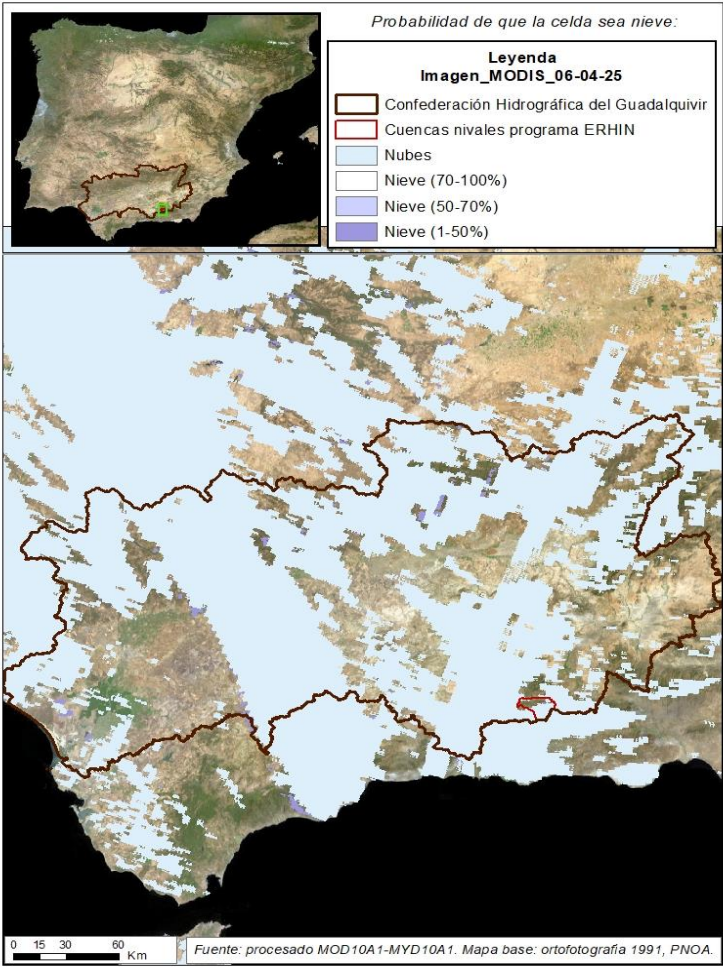 Probabilidad de que la celda sea nieve:
Leyenda
Imagen_MODIS_06-04-25
Confederación Hidrográfica del Guadalquivir
Cuencas nivales programa ERHIN
Nubes
Nieve (70-100%)
Nieve (50-70%)
Nieve (1-50%)
0 15 30 60
Km
Fuente: procesado MOD10A1-MYD10A1. Mapa base: ortofotografía 1991, PNOA.